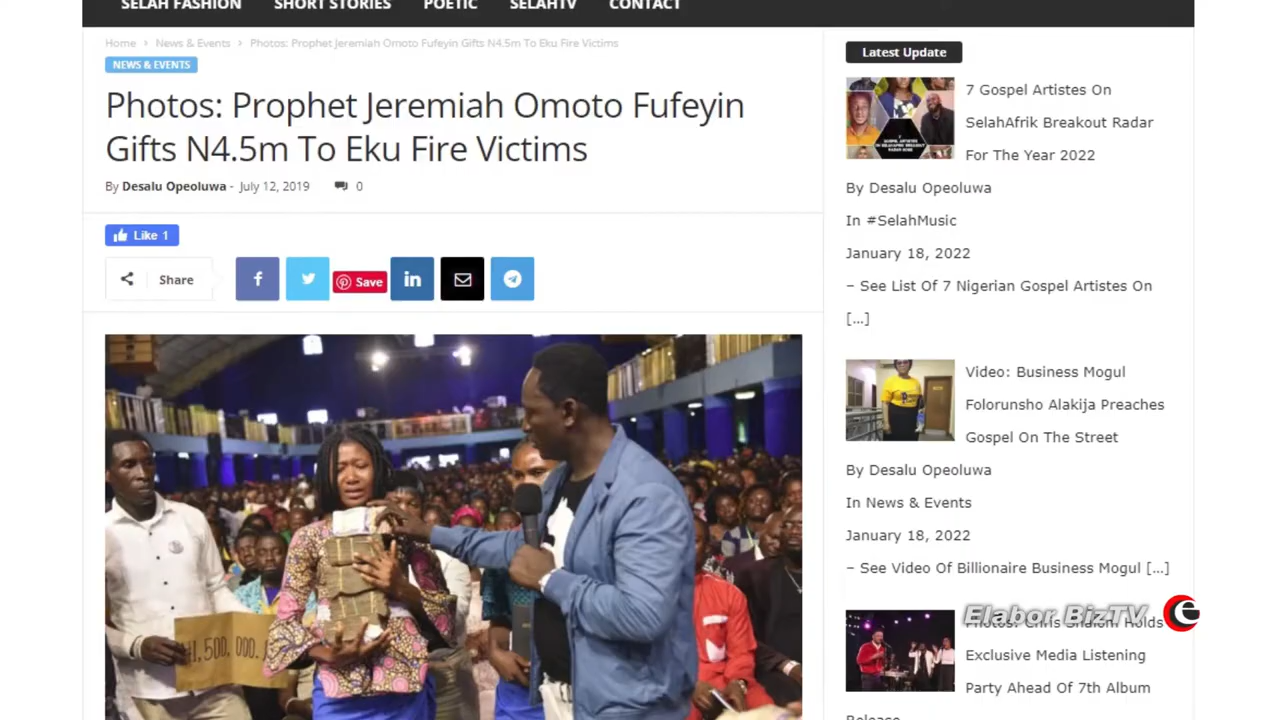 SELAH FASHION SHORT STORIES POETIC SELAHTV CONTACT
Home > News & Events > Photos: Prophet Jeremiah Omoto Fufeyin Gifts N4.5m To Eku Fire Victims
NEWS & EVENTS
Photos: Prophet Jeremiah Omoto Fufeyin
Gifts N4.5m To Eku Fire Victims
By Desalu Opeoluwa - July 12, 2019 0
Like 1
Share
Save
₦1,500,000.
Latest Update
7 Gospel Artistes On
SelahAfrik Breakout Radar
For The Year 2022
By Desalu Opeoluwa
In #SelahMusic
January 18, 2022
– See List Of 7 Nigerian Gospel Artistes On
[…]
Video: Business Mogul
Folorunsho Alakija Preaches
Gospel On The Street
By Desalu Opeoluwa
In News & Events
January 18, 2022
– See Video Of Billionaire Business Mogul […]
Elabor BizTV
Photos: Chris Shalom Holds
Exclusive Media Listening
Party Ahead Of 7th Album
Release